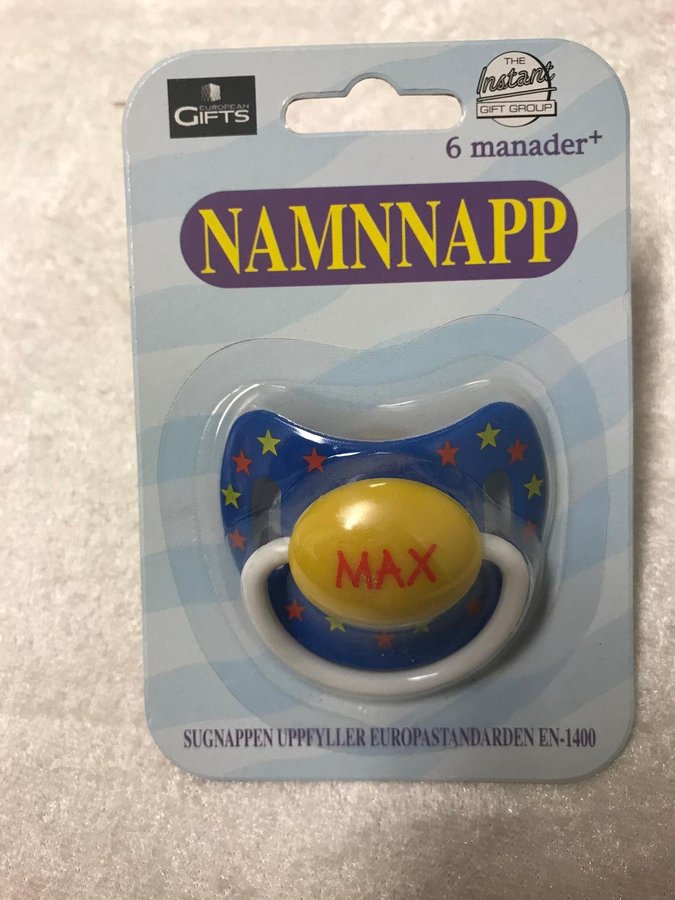 EUROPEAN
GIFTS
THE
Instant
GIFT GROUP
6 manader+
NAMNNAPP
MAX
SUGNAPPEN UPPFYLLER EUROPASTANDARDEN EN-1400